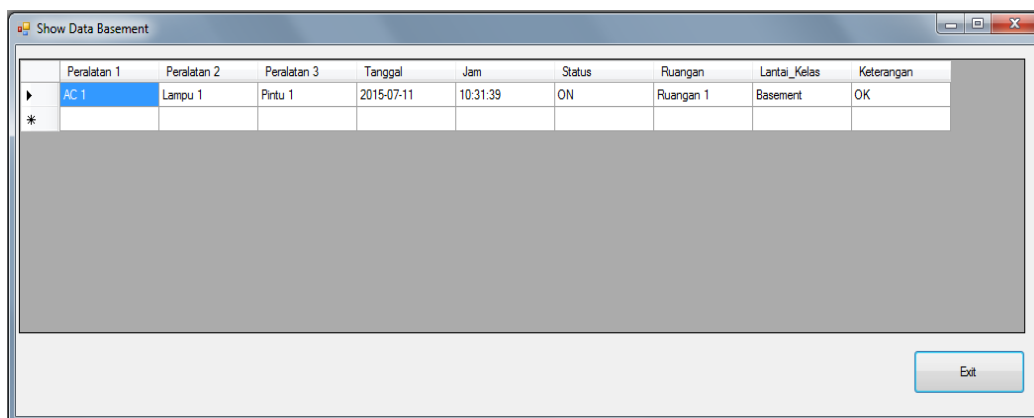 Show Data Basement
Peralatan 1 Peralatan 2 Peralatan 3 Tanggal Jam Status Ruangan Lantai_Kelas Keterangan
AC 1 Lampu 1 Pintu 1 2015-07-11 10:31:39 ON Ruangan 1 Basement OK
Exit